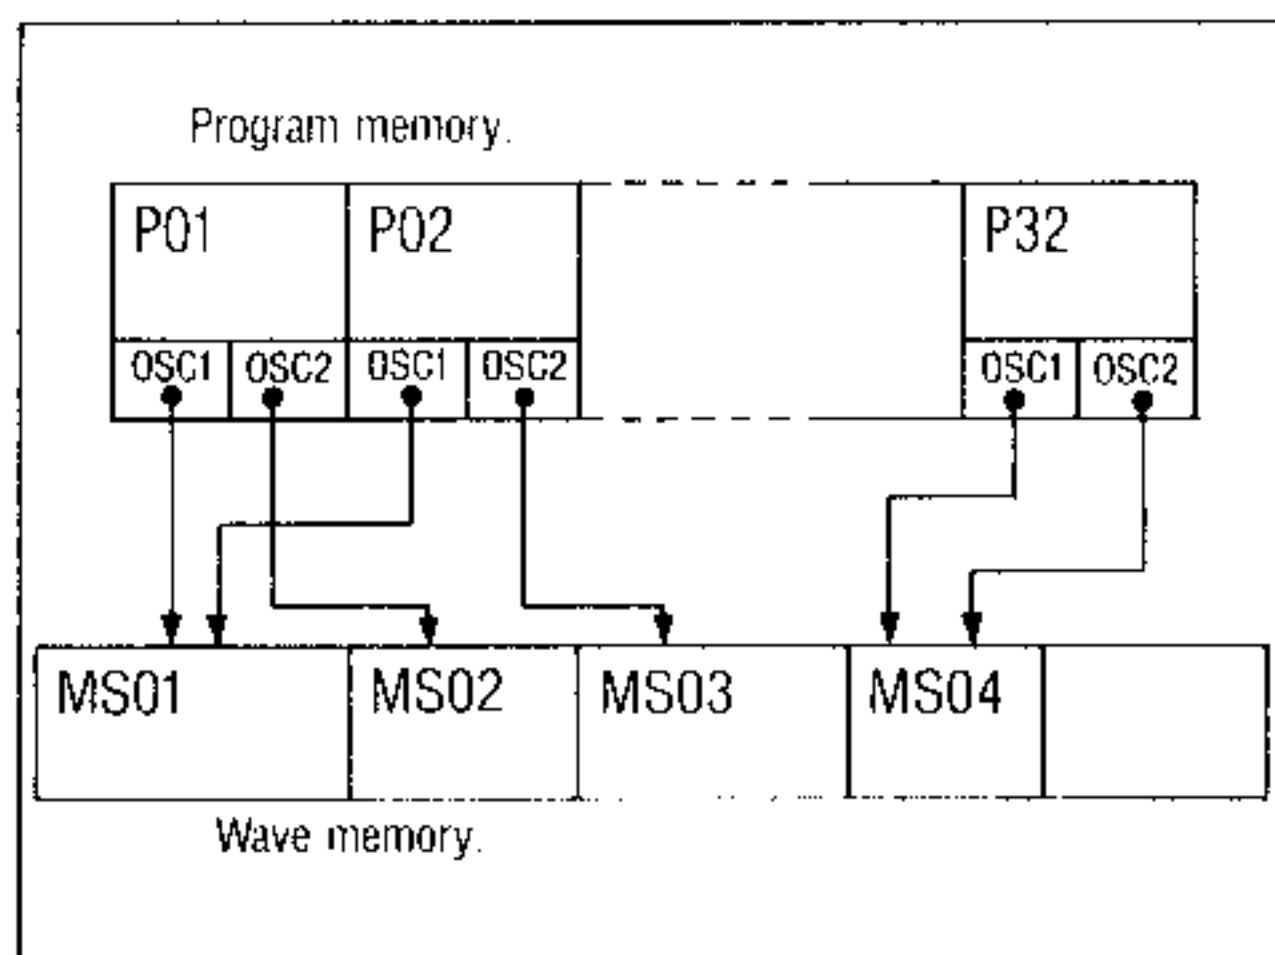 Program memory.
P01 P02 P32
OSC1 OSC2 OSC1 OSC2 OSC1 OSC2
MS01 MS02 MS03 MS04
Wave memory.